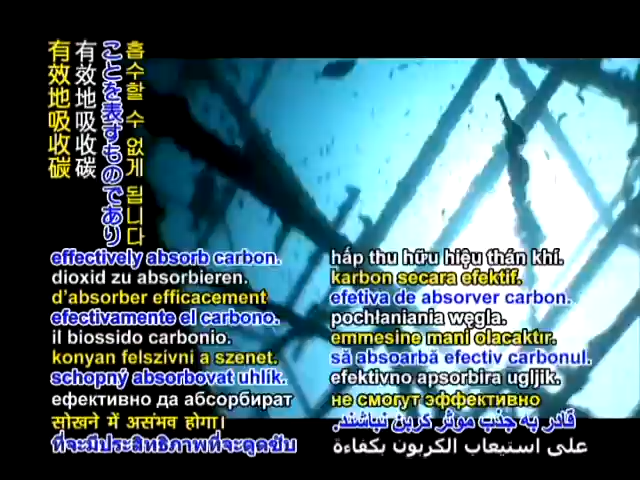 有效地吸收碳
有效地吸收碳
ことを表すものであり
흡수할 수 없게 됩니다
effectively absorb carbon.
dioxid zu absorbieren.
d'absorber efficacement
efectivamente el carbono.
il biossido carbonio.
konyan felszívni a szenet.
schopný absorbovat uhlík.
ефективно да абсорбират
सोखने में असंभव होगा।
ที่จะมีประสิทธิภาพที่จะดูดซับ
hấp thu hữu hiệu thán khí.
karbon secara efektif.
efetiva de absorver carbon.
pochłaniania węgla.
emmesine mani olacaktır.
să absoarbă efectiv carbonul.
efektivno apsorbira ugljik.
не смогут эффективно
قادر به جذب موثر کربن نباشند.
على استيعاب الكربون بكفاءة